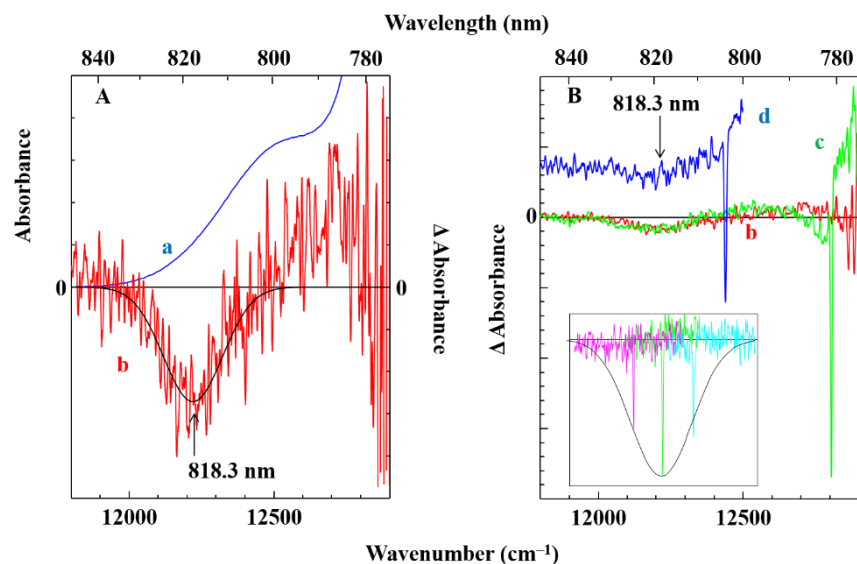 Wavelength (nm)
840 820 800 780
840 820 800 780
A
B
818.3 nm
d
c
a
b
b
0
0
0
818.3 nm
Absorbance
Δ Absorbance
Δ Absorbance
12000 12500
12000 12500
Wavenumber (cm⁻¹)